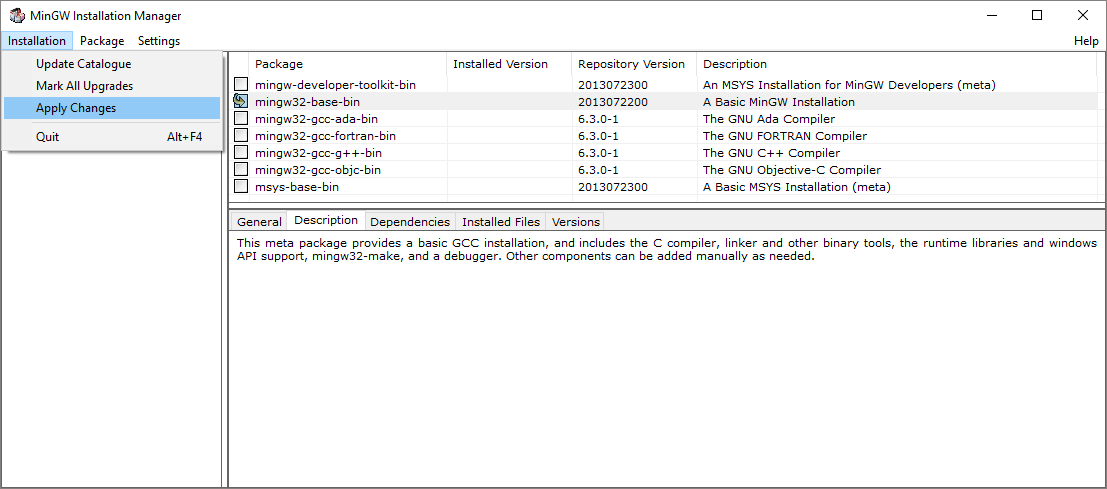 MinGW Installation Manager
Installation Package Settings Help
Update Catalogue
Mark All Upgrades
Apply Changes
Quit Alt+F4
Package Installed Version Repository Version Description
mingw-developer-toolkit-bin 2013072300 An MSYS Installation for MinGW Developers (meta)
mingw32-base-bin 2013072200 A Basic MinGW Installation
mingw32-gcc-ada-bin 6.3.0-1 The GNU Ada Compiler
mingw32-gcc-fortran-bin 6.3.0-1 The GNU FORTRAN Compiler
mingw32-gcc-g++-bin 6.3.0-1 The GNU C++ Compiler
mingw32-gcc-objc-bin 6.3.0-1 The GNU Objective-C Compiler
msys-base-bin 2013072300 A Basic MSYS Installation (meta)
General Description Dependencies Installed Files Versions
This meta package provides a basic GCC installation, and includes the C compiler, linker and other binary tools, the runtime libraries and windows
API support, mingw32-make, and a debugger. Other components can be added manually as needed.